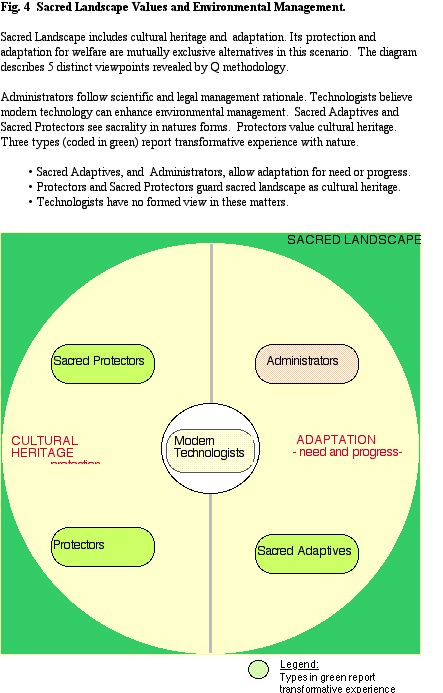 Fig. 4 Sacred Landscape Values and Environmental Management.
Sacred Landscape includes cultural heritage and adaptation. Its protection and
adaptation for welfare are mutually exclusive alternatives in this scenario. The diagram
describes 5 distinct viewpoints revealed by Q methodology.
Administrators follow scientific and legal management rationale. Technologists believe
modern technology can enhance environmental management. Sacred Adaptives and
Sacred Protectors see sacrality in natures forms. Protectors value cultural heritage.
Three types (coded in green) report transformative experience with nature.
• Sacred Adaptives, and Administrators, allow adaptation for need or progress.
• Protectors and Sacred Protectors guard sacred landscape as cultural heritage.
• Technologists have no formed view in these matters.
SACRED LANDSCAPE
Sacred Protectors
Administrators
CULTURAL
HERITAGE
protection
Modern
Technologists
ADAPTATION
- need and progress-
Protectors
Sacred Adaptives
Legend:
Types in green report
transformative experience